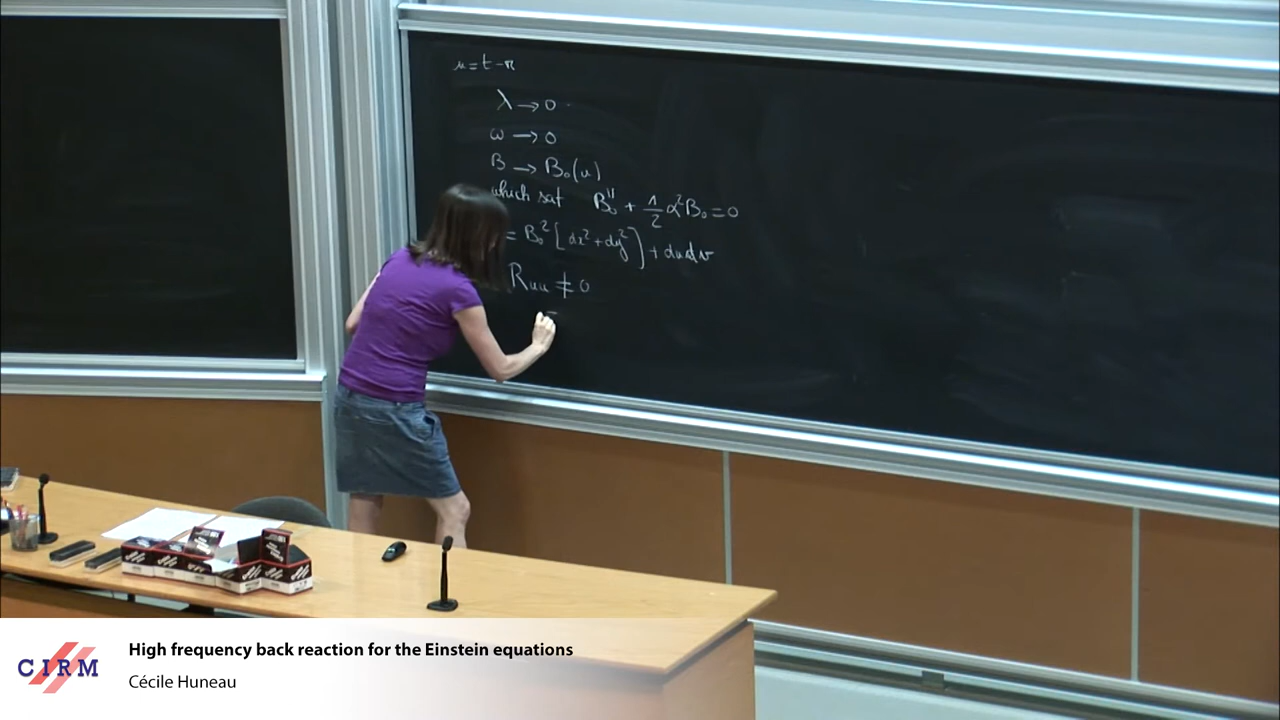 u = t - r
λ → 0
ω → 0
B → B₀(u)
which sat B₀'' + 1/2 α² B₀ = 0
= B₀² [dx² + dy²] + du dv
R_uu ≠ 0
CIRM
High frequency back reaction for the Einstein equations
Cécile Huneau